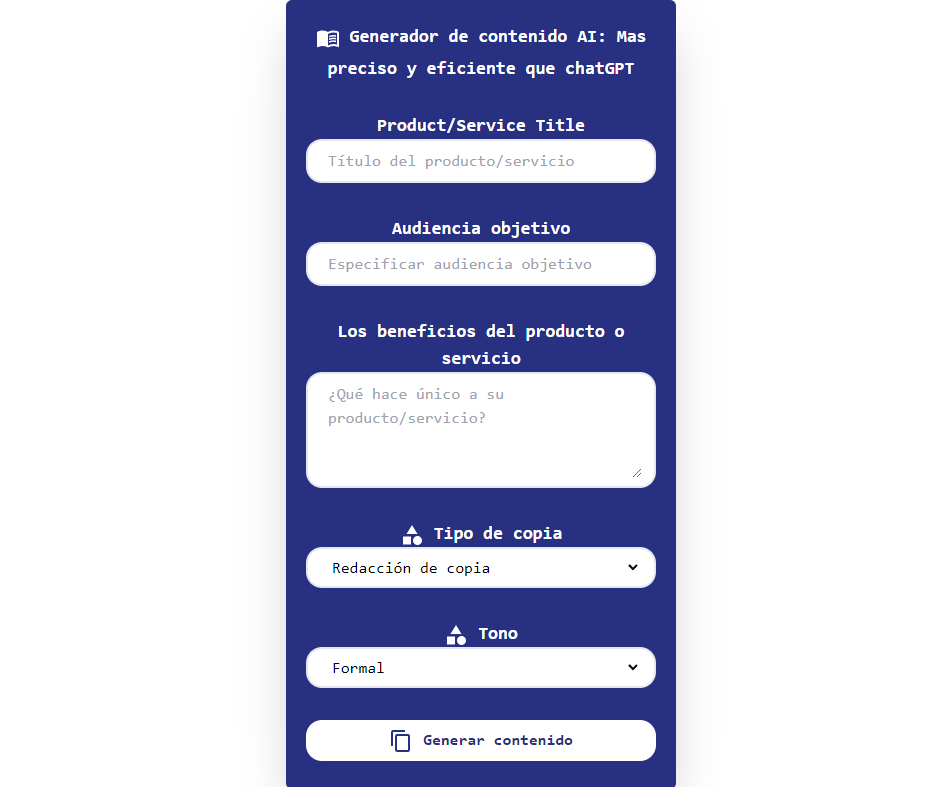 Generador de contenido AI: Mas
preciso y eficiente que chatGPT
Product/Service Title
Título del producto/servicio
Audiencia objetivo
Especificar audiencia objetivo
Los beneficios del producto o
servicio
¿Qué hace único a su
producto/servicio?
Tipo de copia
Redacción de copia
Tono
Formal
Generar contenido